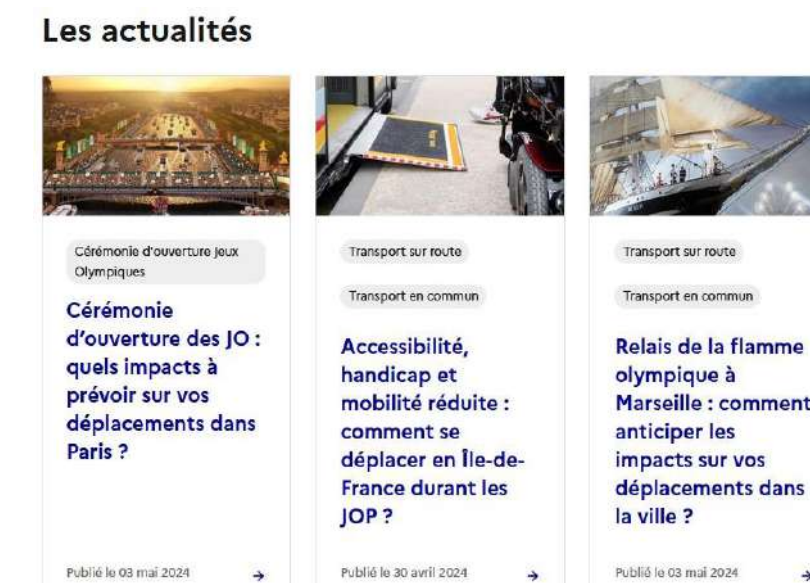 Les actualités
Cérémonie d'ouverture Jeux
Olympiques
Cérémonie
d'ouverture des JO :
quels impacts à
prévoir sur vos
déplacements dans
Paris ?
Publié le 03 mai 2024
Transport sur route
Transport en commun
Accessibilité,
handicap et
mobilité réduite :
comment se
déplacer en Île-de-
France durant les
JOP ?
Publié le 30 avril 2024
Transport sur route
Transport en commun
Relais de la flamme
olympique à
Marseille : comment
anticiper les
impacts sur vos
déplacements dans
la ville ?
Publié le 03 mai 2024